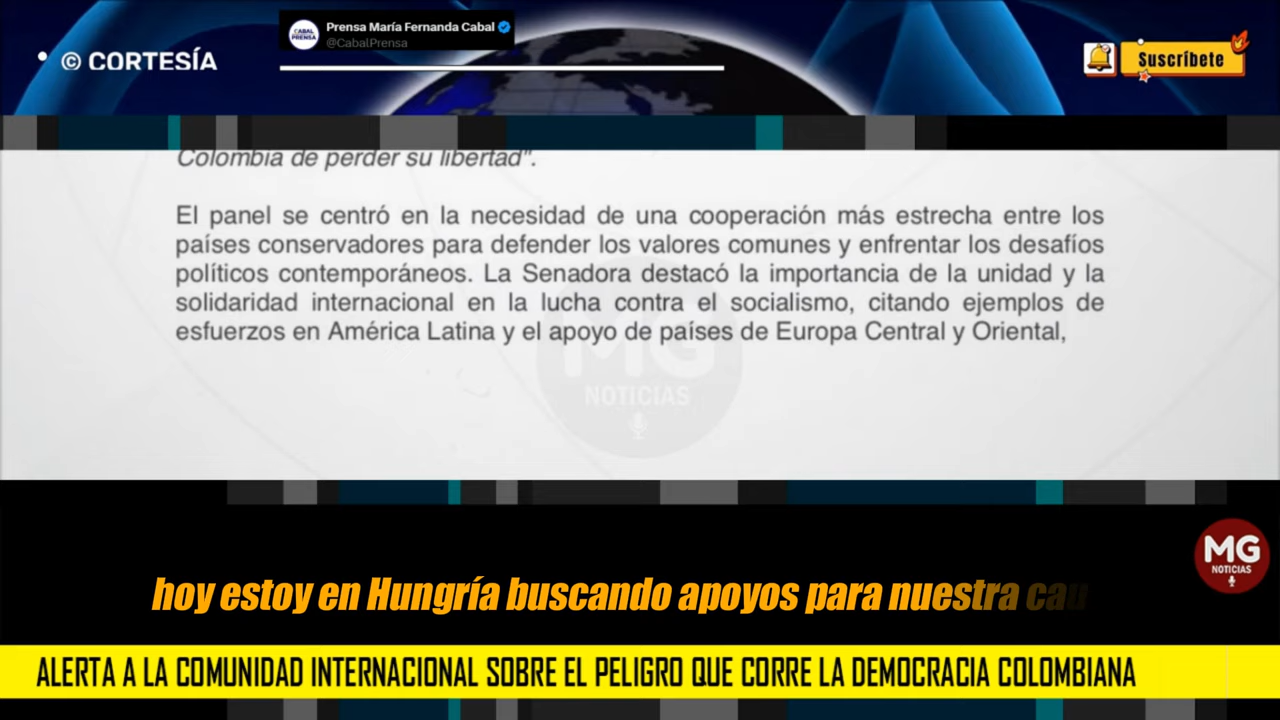 Prensa María Fernanda Cabal
@CabalPrensa
CABAL
PRENSA
© CORTESÍA
Suscríbete
Colombia de perder su libertad".
El panel se centró en la necesidad de una cooperación más estrecha entre los
países conservadores para defender los valores comunes y enfrentar los desafíos
políticos contemporáneos. La Senadora destacó la importancia de la unidad y la
solidaridad internacional en la lucha contra el socialismo, citando ejemplos de
esfuerzos en América Latina y el apoyo de países de Europa Central y Oriental,
MG
NOTICIAS
MG
NOTICIAS
hoy estoy en Hungría buscando apoyos para nuestra cau
ALERTA A LA COMUNIDAD INTERNACIONAL SOBRE EL PELIGRO QUE CORRE LA DEMOCRACIA COLOMBIANA